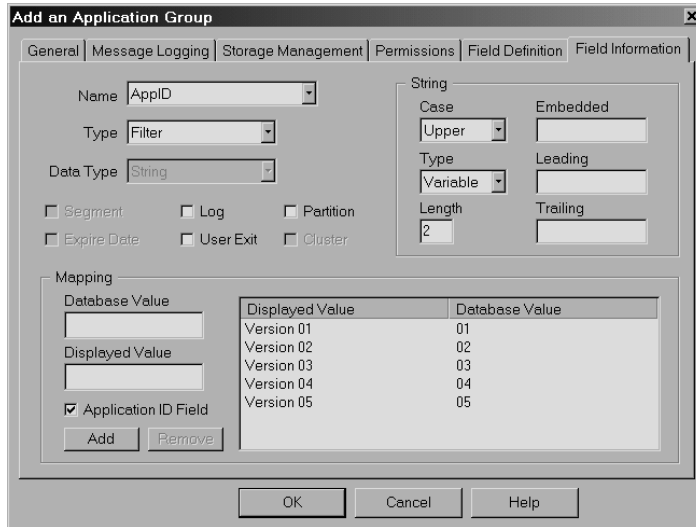 Add an Application Group
General Message Logging Storage Management Permissions Field Definition Field Information
Name AppID
Type Filter
Data Type String
Segment Log Partition
Expire Date User Exit Cluster
String
Case Embedded
Upper
Type Leading
Variable
Length Trailing
2
Mapping
Database Value
Displayed Value
Application ID Field
Add Remove
Displayed Value Database Value
Version 01 01
Version 02 02
Version 03 03
Version 04 04
Version 05 05
OK Cancel Help